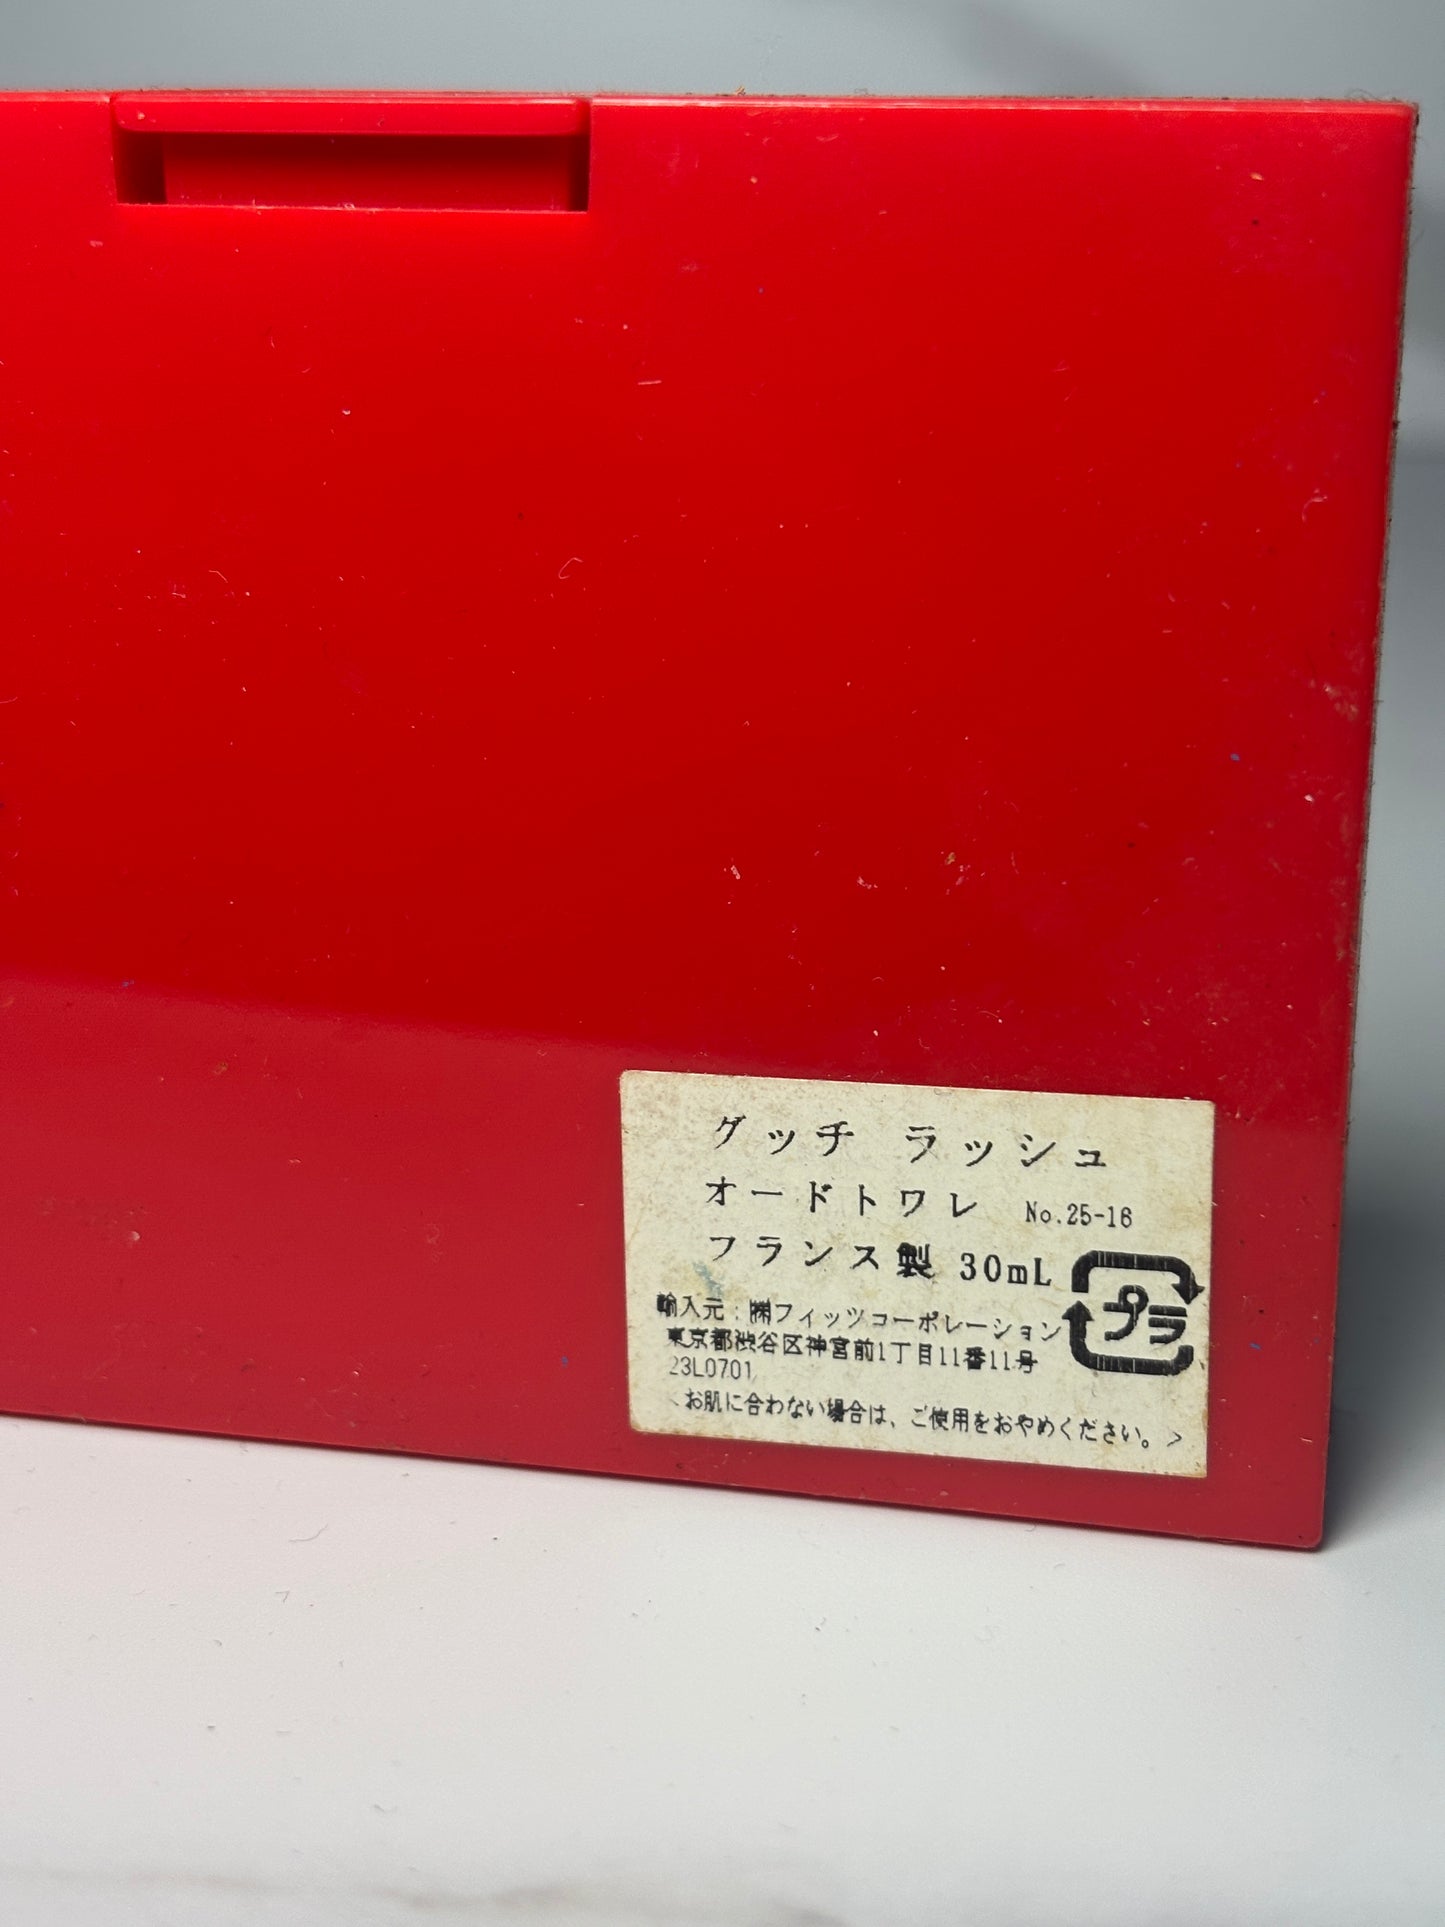 グッチ ラッシュ
オードトワレ No.25-16
フランス製 30mL
プラ
輸入元：㈱フィッツコーポレーション
東京都渋谷区神宮前1丁目11番11号
23L0701
<お肌に合わない場合は、ご使用をおやめください。>